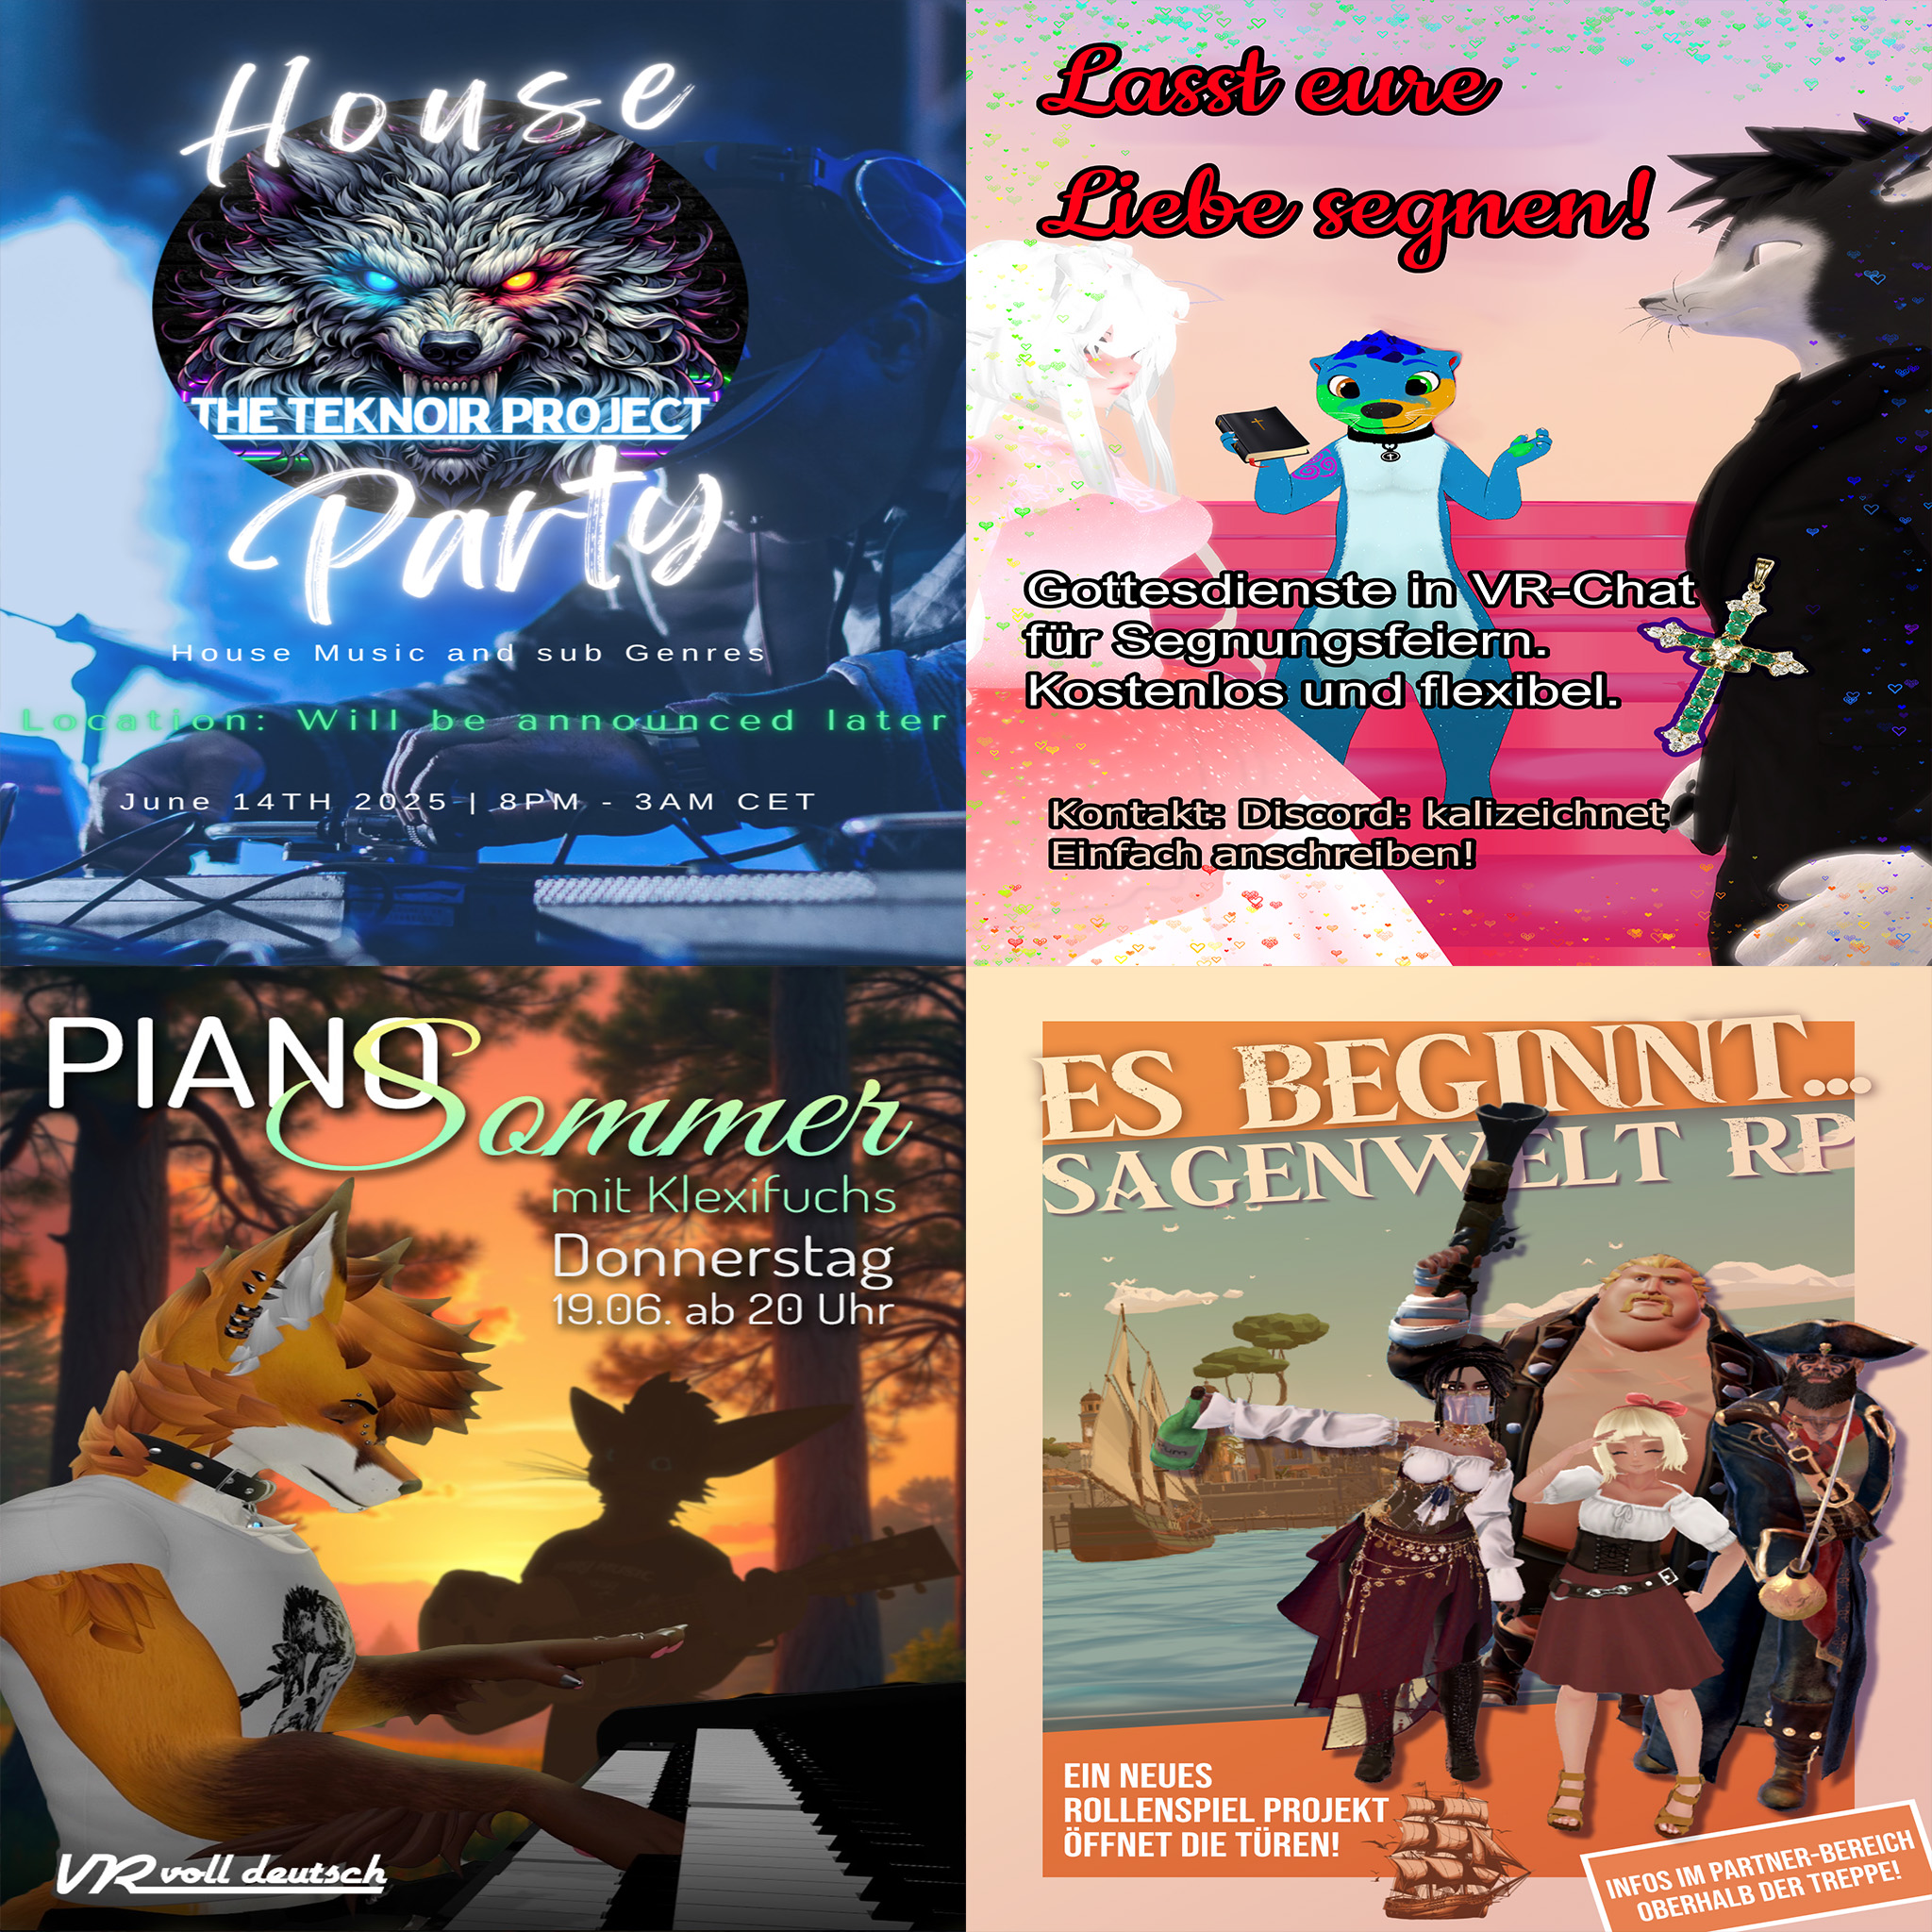 House
THE TEKNOIR PROJECT
Party
House Music and sub Genres
Location: Will be announced later
June 14TH 2025 | 8PM - 3AM CET
Lasst eure
Liebe segnen!
Gottesdienste in VR-Chat
für Segnungsfeiern.
Kostenlos und flexibel.
Kontakt: Discord: kalizeichnet
Einfach anschreiben!
PIANO
Sommer
mit Klexifuchs
Donnerstag
19.06. ab 20 Uhr
VR voll deutsch
ES BEGINNT...
SAGENWELT RP
rum
EIN NEUES
ROLLENSPIEL PROJEKT
ÖFFNET DIE TÜREN!
INFOS IM PARTNER-BEREICH
OBERHALB DER TREPPE!